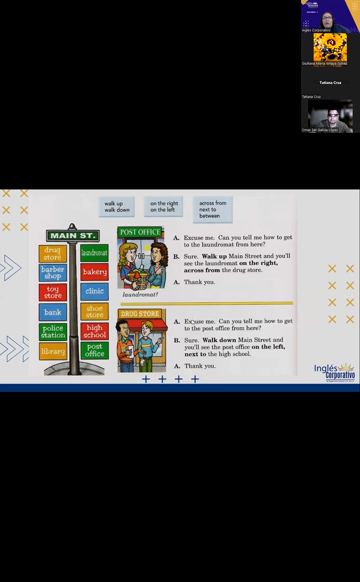 Inglés Corporativo
Tatiana Cruz
Tatiana Cruz
walk up
walk down
on the right
on the left
across from
next to
between
MAIN ST.
drug store
laundromat
barber shop
bakery
toy store
clinic
bank
shoe store
police station
high school
library
post office
POST OFFICE
laundromat?
A. Excuse me. Can you tell me how to get
to the laundromat from here?
B. Sure. Walk up Main Street and you'll
see the laundromat on the right,
across from the drug store.
A. Thank you.
DRUG STORE
A. Excuse me. Can you tell me how to get
to the post office from here?
B. Sure. Walk down Main Street and
you'll see the post office on the left,
next to the high school.
A. Thank you.
Inglés
Corporativo